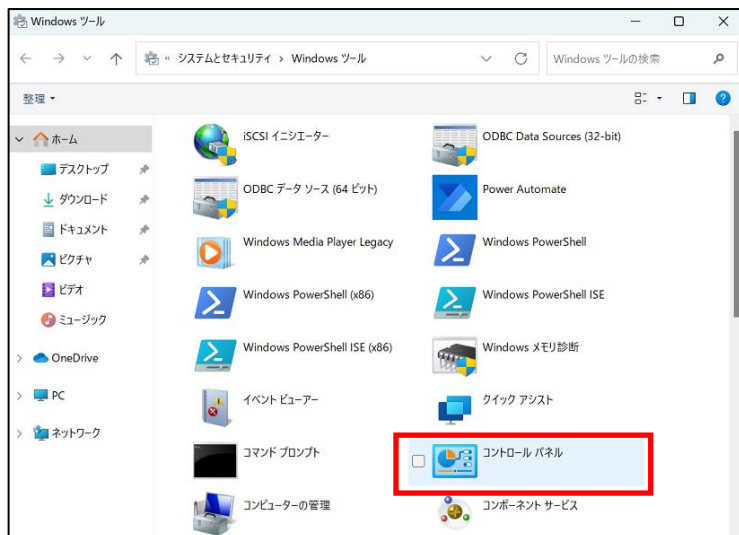 Windows ツール
« システムとセキュリティ › Windows ツール
Windows ツールの検索
整理
ホーム
デスクトップ
ダウンロード
ドキュメント
ピクチャ
ビデオ
ミュージック
OneDrive
PC
ネットワーク
iSCSI イニシエーター
ODBC Data Sources (32-bit)
ODBC データ ソース (64 ビット)
Power Automate
Windows Media Player Legacy
Windows PowerShell
Windows PowerShell (x86)
Windows PowerShell ISE
Windows PowerShell ISE (x86)
Windows メモリ診断
イベント ビューアー
クイック アシスト
コマンド プロンプト
コントロール パネル
コンピューターの管理
コンポーネント サービス